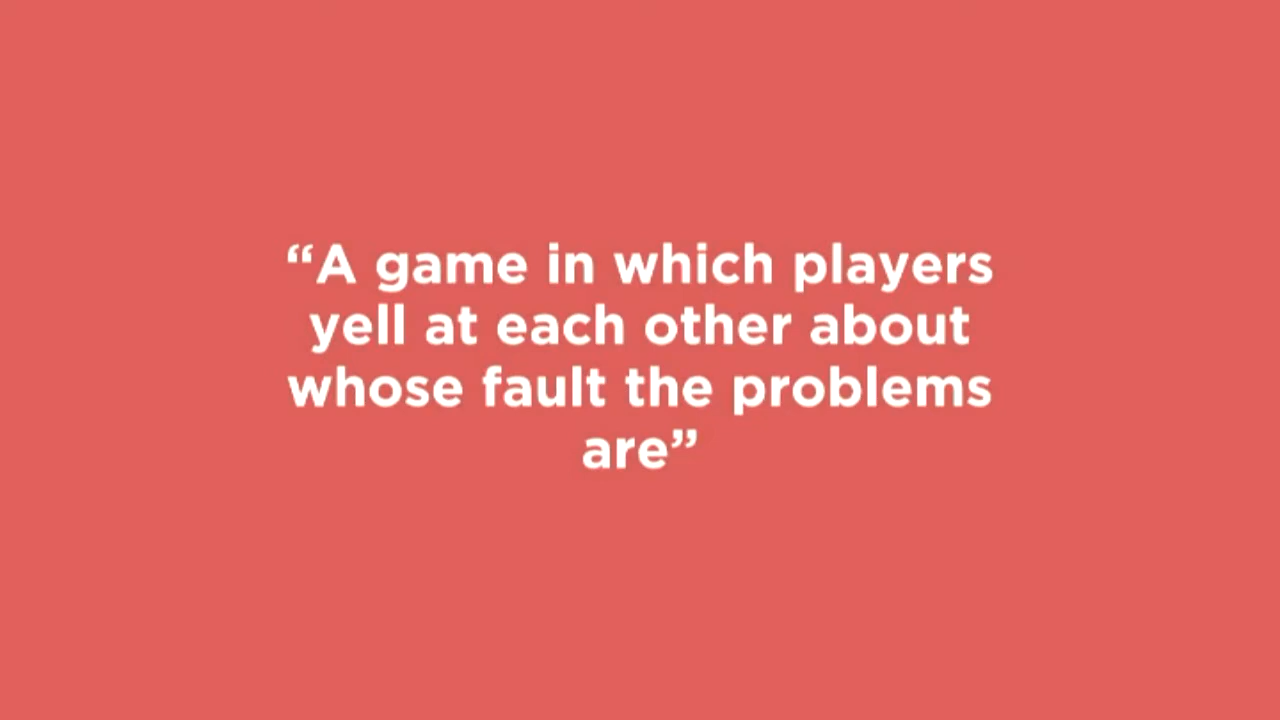 “A game in which players
yell at each other about
whose fault the problems
are”